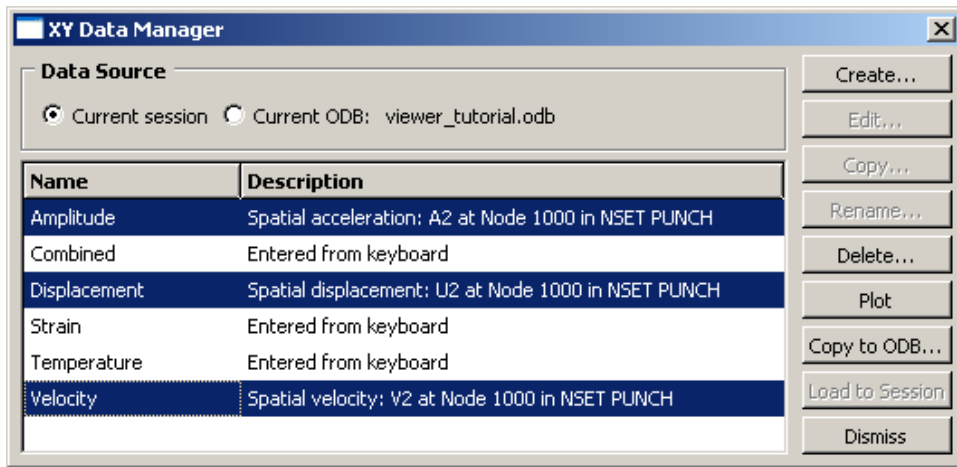 XY Data Manager
Data Source
Current session Current ODB: viewer_tutorial.odb
Name Description
Amplitude Spatial acceleration: A2 at Node 1000 in NSET PUNCH
Combined Entered from keyboard
Displacement Spatial displacement: U2 at Node 1000 in NSET PUNCH
Strain Entered from keyboard
Temperature Entered from keyboard
Velocity Spatial velocity: V2 at Node 1000 in NSET PUNCH
Create...
Edit...
Copy...
Rename...
Delete...
Plot
Copy to ODB...
Load to Session
Dismiss